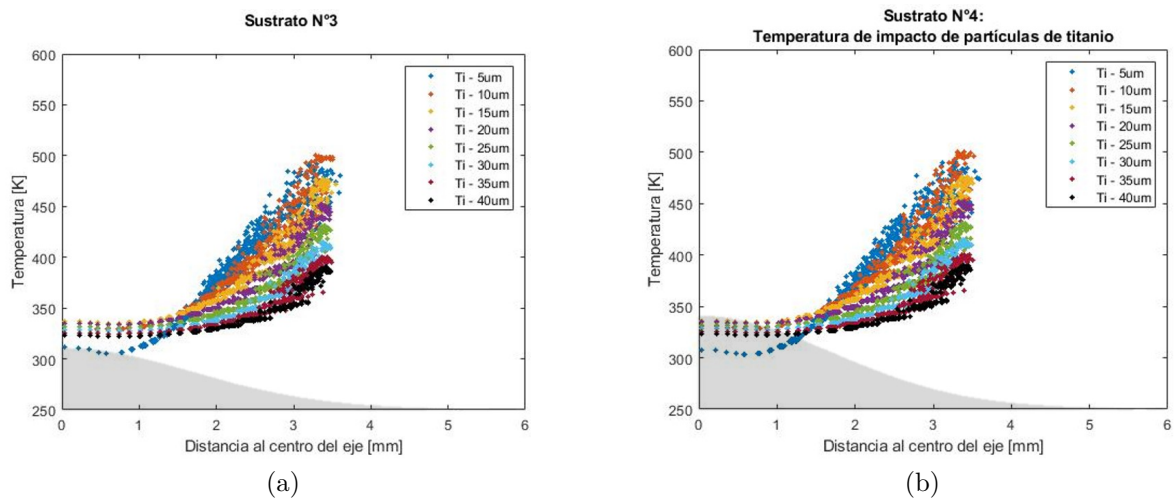 Sustrato N°3
600
550
500
450
400
350
300
250
Temperatura [K]
Ti - 5um
Ti - 10um
Ti - 15um
Ti - 20um
Ti - 25um
Ti - 30um
Ti - 35um
Ti - 40um
0 1 2 3 4 5 6
Distancia al centro del eje [mm]
(a)
Sustrato N°4:
Temperatura de impacto de partículas de titanio
600
550
500
450
400
350
300
250
Temperatura [K]
Ti - 5um
Ti - 10um
Ti - 15um
Ti - 20um
Ti - 25um
Ti - 30um
Ti - 35um
Ti - 40um
0 1 2 3 4 5 6
Distancia al centro del eje [mm]
(b)